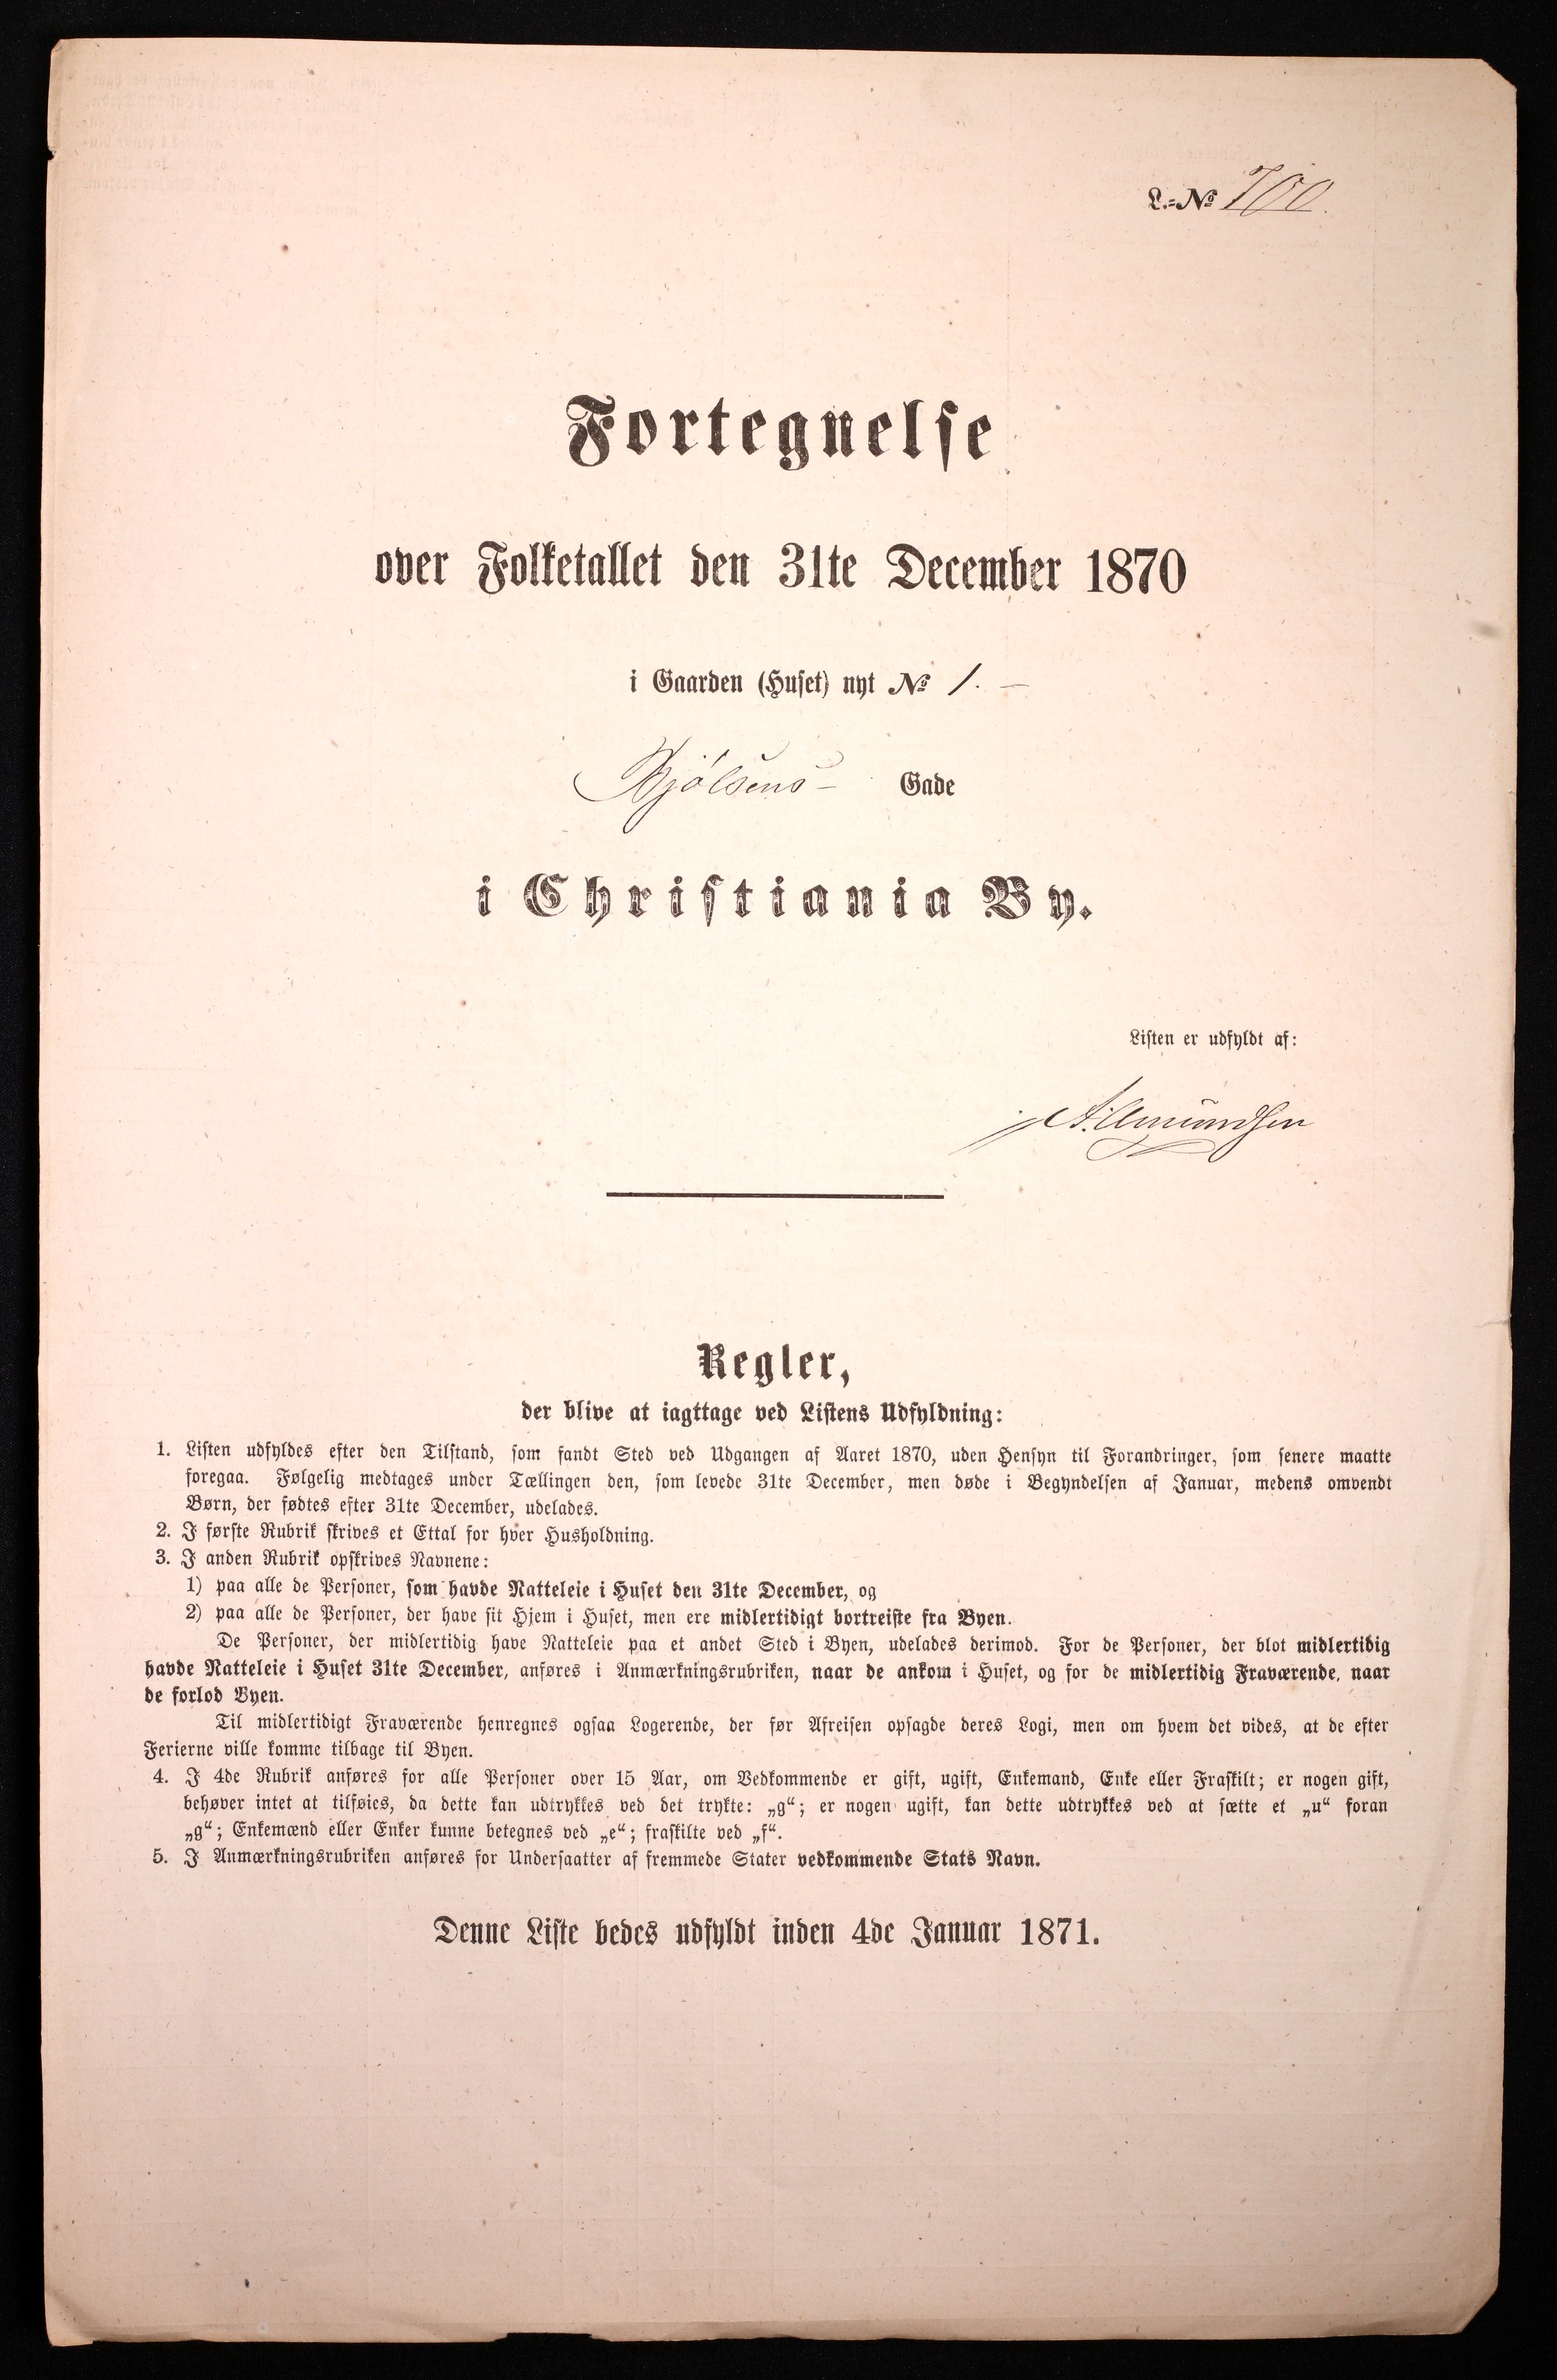 L.=№ 700.
Fortegnelse
over Folketallet den 31te December 1870
i Gaarden (Huset) nyt № 1. –
Bjølsens – Gade
i Christiania By.
Listen er udfyldt af:
A. Amundsen
Regler,
der blive at iagttage ved Listens Udfyldning:
1. Listen udfyldes efter den Tilstand, som fandt Sted ved Udgangen af Aaret 1870, uden Hensyn til Forandringer, som senere maatte
foregaa. Følgelig medtages under Tællingen den, som levede 31te December, men døde i Begyndelsen af Januar, medens omvendt
Børn, der fødtes efter 31te December, udelades.
2. I første Rubrik skrives et Ettal for hver Husholdning.
3. I anden Rubrik opskrives Navnene:
1) paa alle de Personer, som havde Natteleie i Huset den 31te December, og
2) paa alle de Personer, der have sit Hjem i Huset, men ere midlertidigt bortreiste fra Byen.
De Personer, der midlertidig have Natteleie paa et andet Sted i Byen, udelades derimod. For de Personer, der blot midlertidig
havde Natteleie i Huset 31te December, anføres i Anmærkningsrubriken, naar de ankom i Huset, og for de midlertidig Fraværende, naar
de forlod Byen.
Til midlertidigt Fraværende henregnes ogsaa Logerende, der før Afreisen opsagde deres Logi, men om hvem det vides, at de efter
Ferierne ville komme tilbage til Byen.
4. I 4de Rubrik anføres for alle Personer over 15 Aar, om Vedkommende er gift, ugift, Enkemand, Enke eller Fraskilt; er nogen gift,
behøver intet at tilføies, da dette kan udtrykkes ved det trykte: „g“; er nogen ugift, kan dette udtrykkes ved at sætte et „u“ foran
„g“; Enkemænd eller Enker kunne betegnes ved „e“; fraskilte ved „f“.
5. I Anmærkningsrubriken anføres for Undersaatter af fremmede Stater vedkommende Stats Navn.
Denne Liste bedes udfyldt inden 4de Januar 1871.